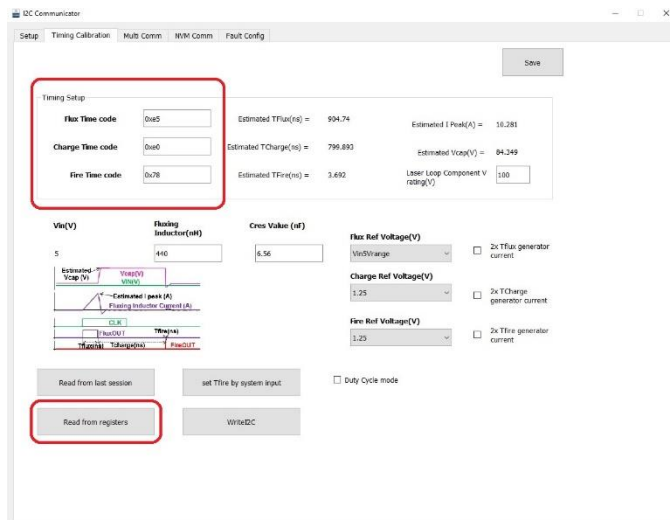 I2C Communicator
Setup Timing Calibration Multi Comm NVM Comm Fault Config
Save
Timing Setup
Flux Time code 0xe5 Estimated TFlux(ns) = 904.74 Estimated I Peak(A) = 10.281
Charge Time code 0xe0 Estimated TCharge(ns) = 799.893 Estimated Vcap(V) = 84.349
Fire Time code 0x78 Estimated TFire(ns) = 3.692 Laser Loop Component V rating(V) 100
Vin(V) Fluxing Inductor(nH) Cres Value (nF)
5 440 6.56
Flux Ref Voltage(V)
Vin5Vrange 2x Tflux generator current
Charge Ref Voltage(V)
1.25 2x TCharge generator current
Fire Ref Voltage(V)
1.25 2x Tfire generator current
Estimated Vcap (V) Vcap(V)
VIN(V)
Estimated I peak (A)
Fluxing Inductor Current (A)
CLK
FluxOUT Tfire(ns)
Tflux(ns) Tcharge(ns) FireOUT
Read from last session set Tfire by system input Duty Cycle mode
Read from registers WriteI2C